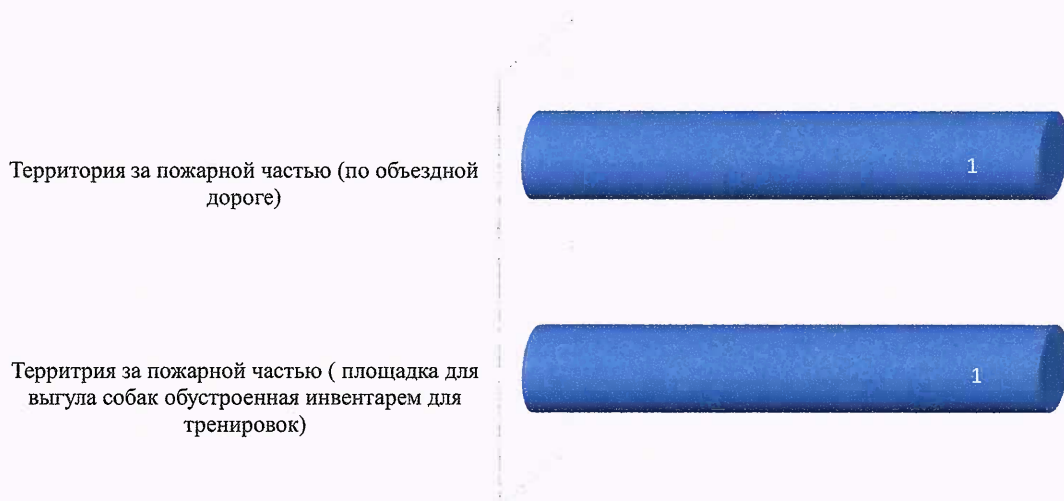 Территория за пожарной частью (по объездной
дороге)
1
Территрия за пожарной частью ( площадка для
выгула собак обустроенная инвентарем для
тренировок)
1